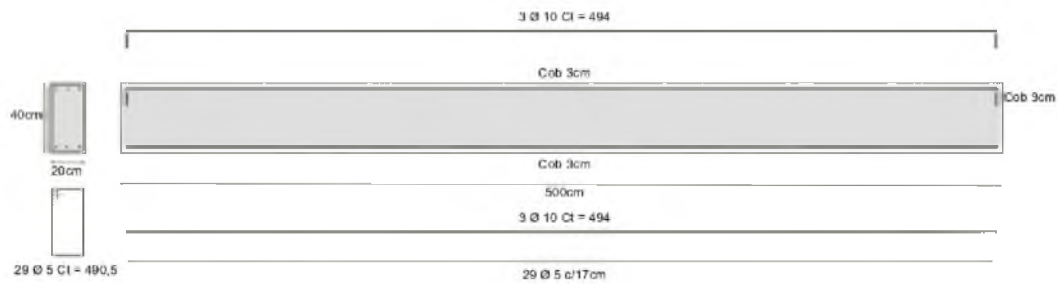 3 Ø 10 Ct = 494
Cob 3cm
40cm
Cob 3cm
Cob 3cm
20cm
500cm
3 Ø 10 Ct = 494
29 Ø 5 Ct = 490,5
29 Ø 5 c/17cm